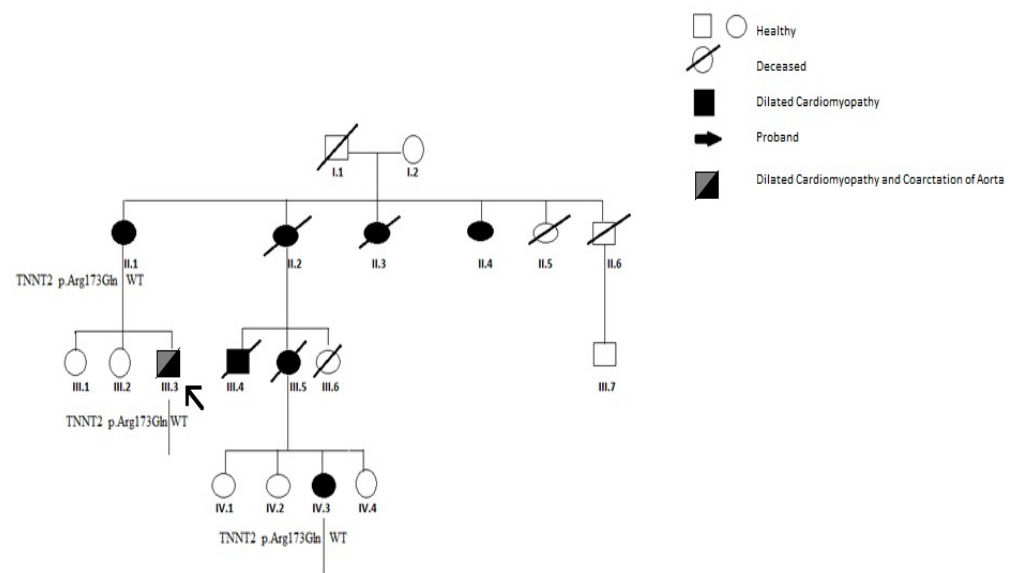 Healthy
Deceased
Dilated Cardiomyopathy
Proband
Dilated Cardiomyopathy and Coarctation of Aorta
I.1 I.2
II.1 II.2 II.3 II.4 II.5 II.6
TNNT2 p.Arg173Gln WT
III.1 III.2 III.3 III.4 III.5 III.6 III.7
TNNT2 p.Arg173Gln WT
IV.1 IV.2 IV.3 IV.4
TNNT2 p.Arg173Gln WT